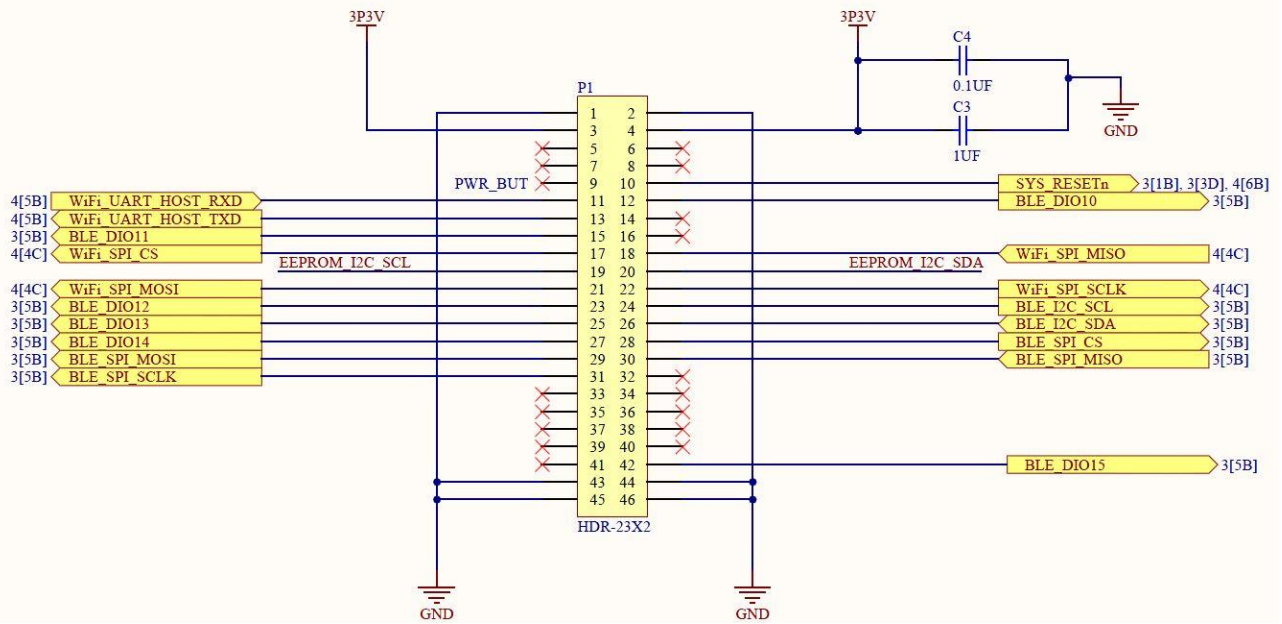 3P3V
3P3V
C4
0.1UF
C3
1UF
GND
P1
1 2
3 4
5 6
7 8
PWR_BUT 9 10 SYS_RESETn 3[1B], 3[3D], 4[6B]
4[5B] WiFi_UART_HOST_RXD 11 12 BLE_DIO10 3[5B]
4[5B] WiFi_UART_HOST_TXD 13 14
3[5B] BLE_DIO11 15 16
4[4C] WiFi_SPI_CS 17 18 WiFi_SPI_MISO 4[4C]
EEPROM_I2C_SCL 19 20 EEPROM_I2C_SDA
4[4C] WiFi_SPI_MOSI 21 22 WiFi_SPI_SCLK 4[4C]
3[5B] BLE_DIO12 23 24 BLE_I2C_SCL 3[5B]
3[5B] BLE_DIO13 25 26 BLE_I2C_SDA 3[5B]
3[5B] BLE_DIO14 27 28 BLE_SPI_CS 3[5B]
3[5B] BLE_SPI_MOSI 29 30 BLE_SPI_MISO 3[5B]
3[5B] BLE_SPI_SCLK 31 32
33 34
35 36
37 38
39 40
41 42 BLE_DIO15 3[5B]
43 44
45 46
HDR-23X2
GND
GND